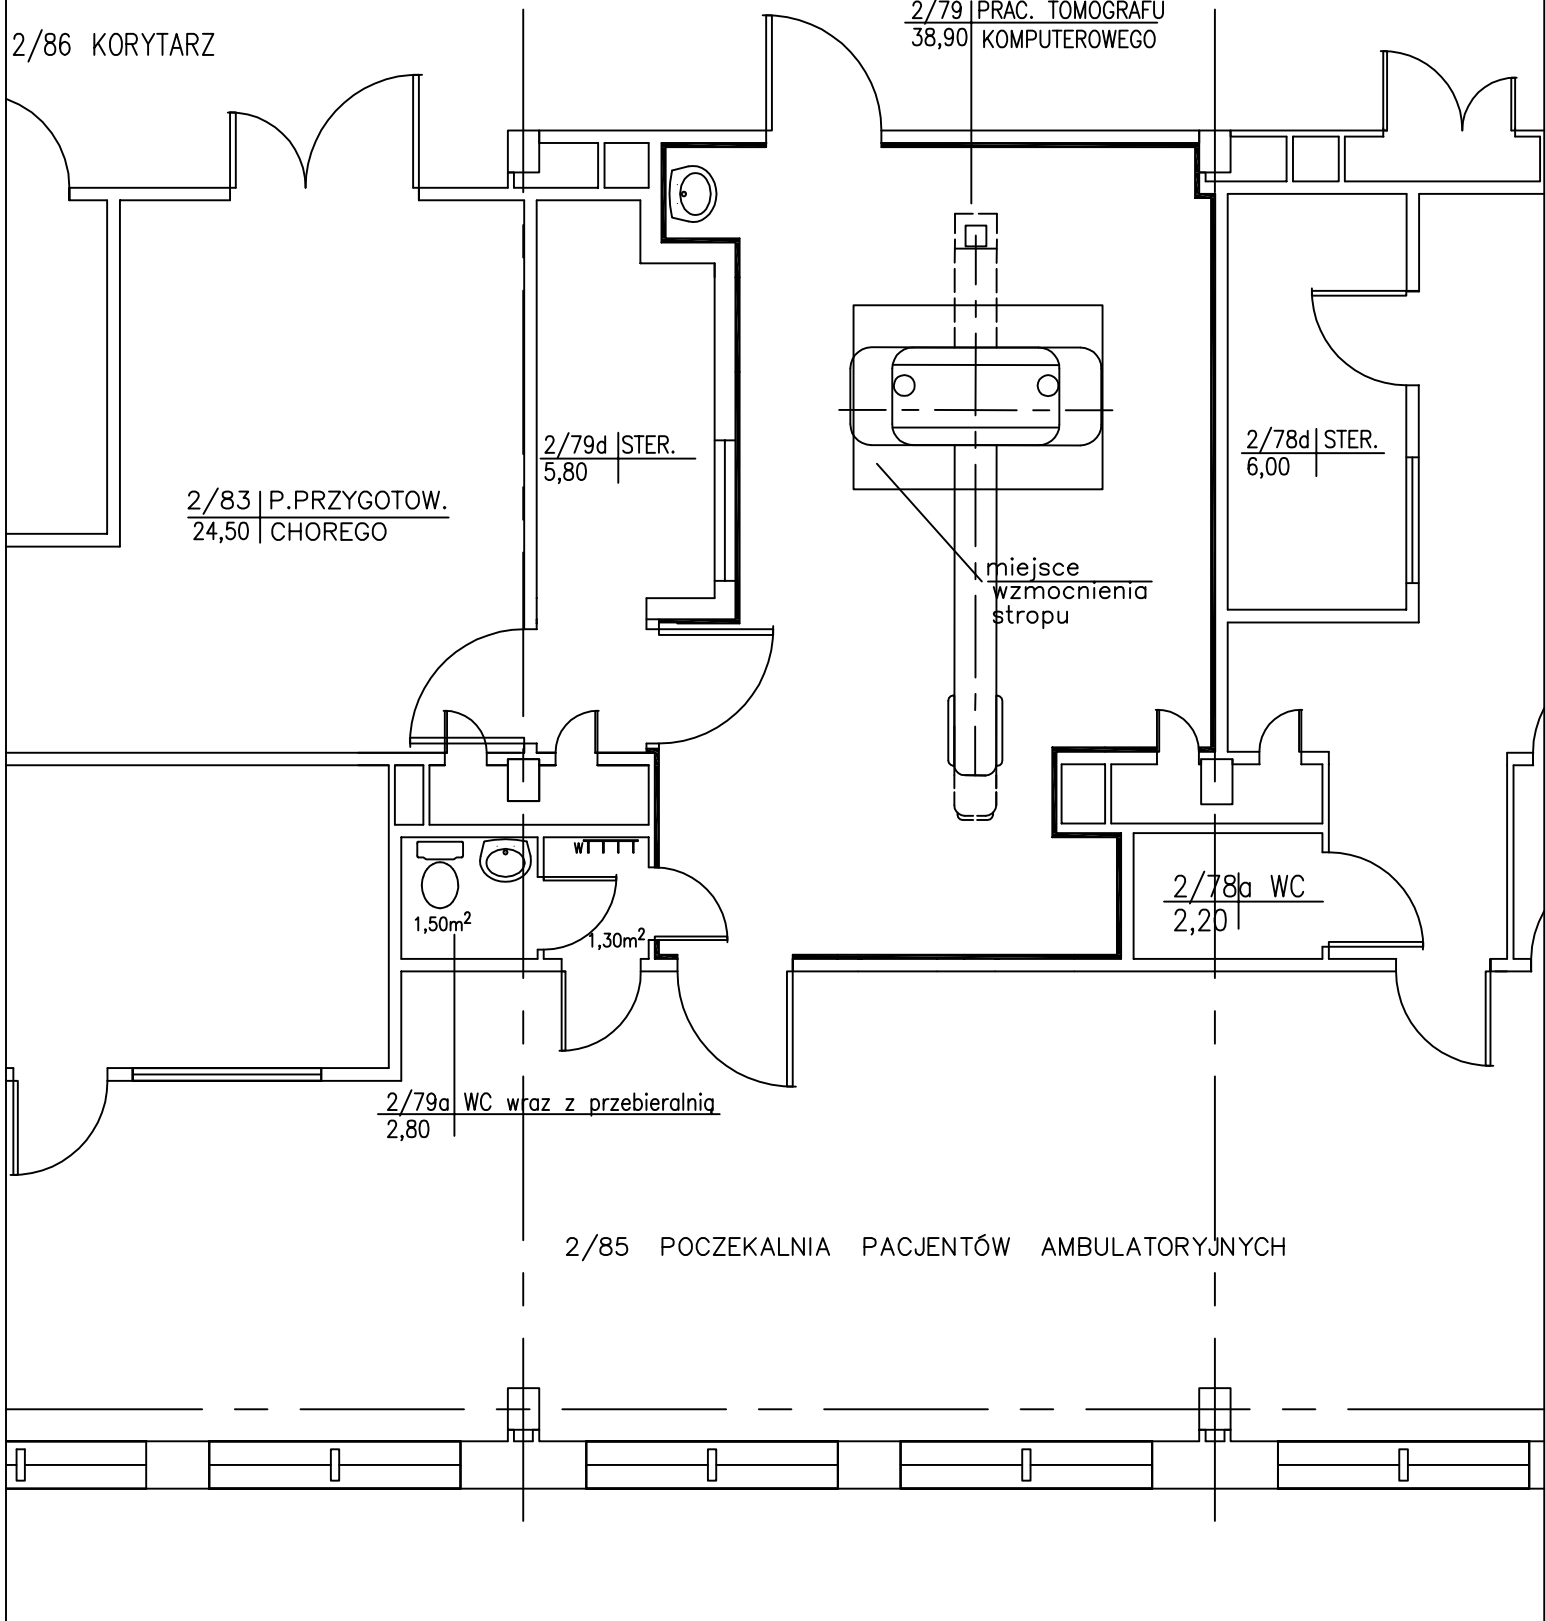 2/79 PRAC. TOMOGRAFU
38,90 KOMPUTEROWEGO
2/86 KORYTARZ
2/79d STER.
5,80
2/78d STER.
6,00
2/83 P.PRZYGOTOW.
24,50 CHOREGO
miejsce
wzmocnienia
stropu
W
2/78a WC
2,20
1,50m²
1,30m²
2/79a WC wraz z przebieralnią
2,80
2/85 POCZEKALNIA PACJENTÓW AMBULATORYJNYCH